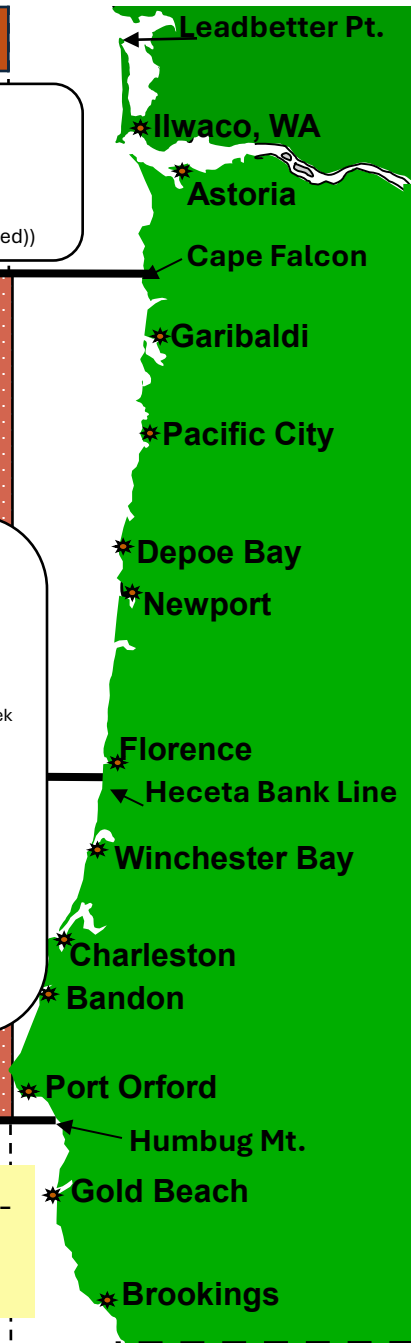 Leadbetter Pt.
Ilwaco, WA
Astoria
ed))
Cape Falcon
Garibaldi
Pacific City
Depoe Bay
Newport
ek
Florence
Heceta Bank Line
Winchester Bay
Charleston
Bandon
Port Orford
Humbug Mt.
Gold Beach
Brookings